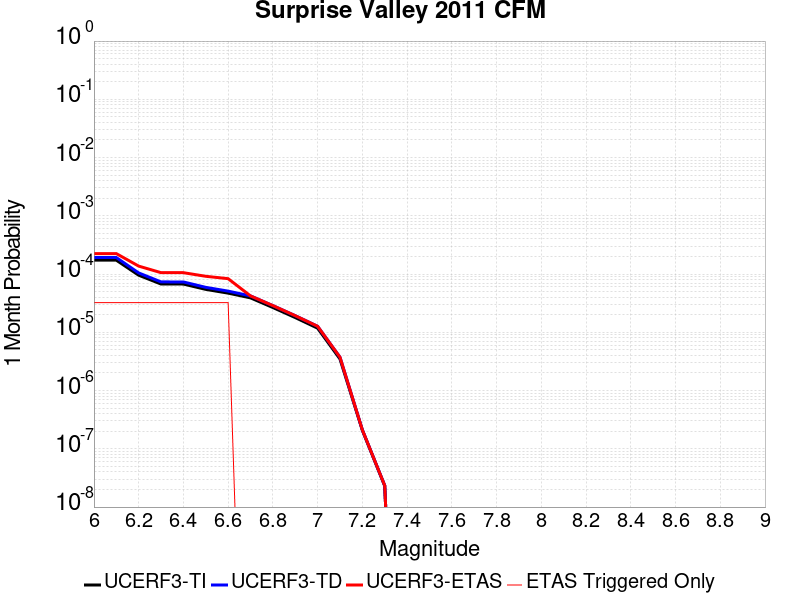 Surprise Valley 2011 CFM
10^0
10^-1
10^-2
10^-3
10^-4
10^-5
10^-6
10^-7
10^-8
1 Month Probability
6 6.2 6.4 6.6 6.8 7 7.2 7.4 7.6 7.8 8 8.2 8.4 8.6 8.8 9
Magnitude
UCERF3-TI UCERF3-TD UCERF3-ETAS ETAS Triggered Only